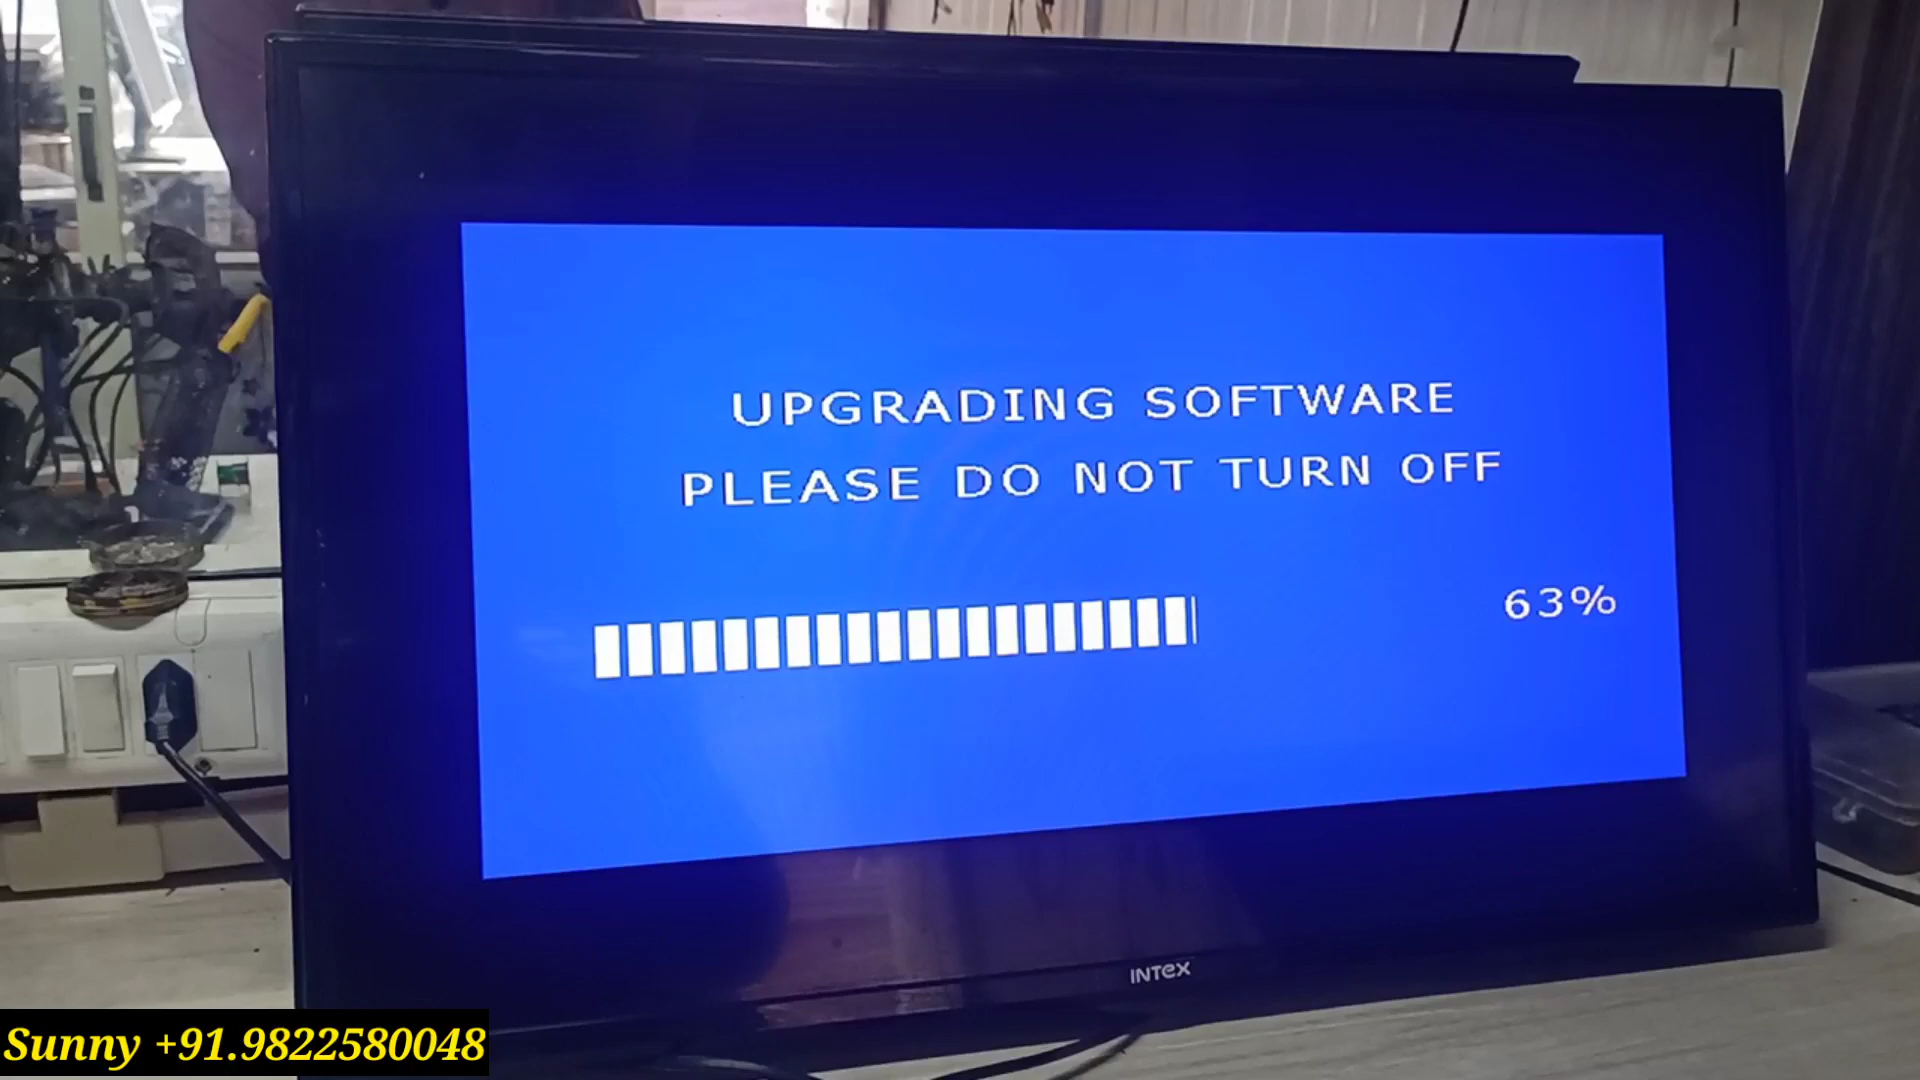 UPGRADING SOFTWARE
PLEASE DO NOT TURN OFF
63%
INTEX
Sunny +91.9822580048